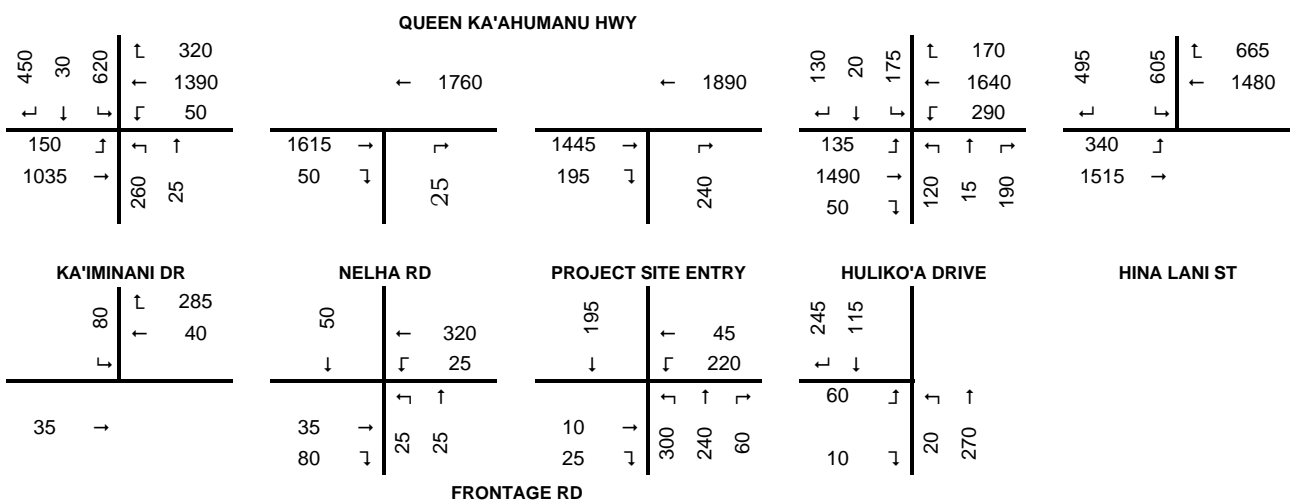 QUEEN KA'AHUMANU HWY
450 30 620 ↰ 320
← 1390
↵ ↓ ↳ ↲ 50
150 ↱ ↰ ↑
1035 →
260 25
← 1760
1615 → ↱
50 ↴
25
← 1890
1445 → ↱
195 ↴
240
130 20 175 ↰ 170
← 1640
↵ ↓ ↳ ↲ 290
135 ↱ ↰ ↑ ↱
1490 →
50 ↴
120 15 190
495 605 ↰ 665
← 1480
↵ ↳
340 ↱
1515 →
KA'IMINANI DR NELHA RD PROJECT SITE ENTRY HULIKO'A DRIVE HINA LANI ST
80 ↰ 285
← 40
↳
35 →
50
← 320
↓ ↲ 25
↰ ↑
35 →
80 ↴
25 25
195
← 45
↓ ↲ 220
↰ ↑ ↱
10 →
25 ↴
300 240 60
245 115
↵ ↓
60 ↱ ↰ ↑
10 ↴
20 270
FRONTAGE RD